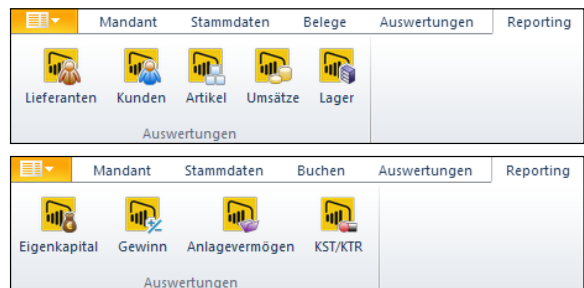 Mandant Stammdaten Belege Auswertungen Reporting
Lieferanten Kunden Artikel Umsätze Lager
Auswertungen
Mandant Stammdaten Buchen Auswertungen Reporting
Eigenkapital Gewinn Anlagevermögen KST/KTR
Auswertungen